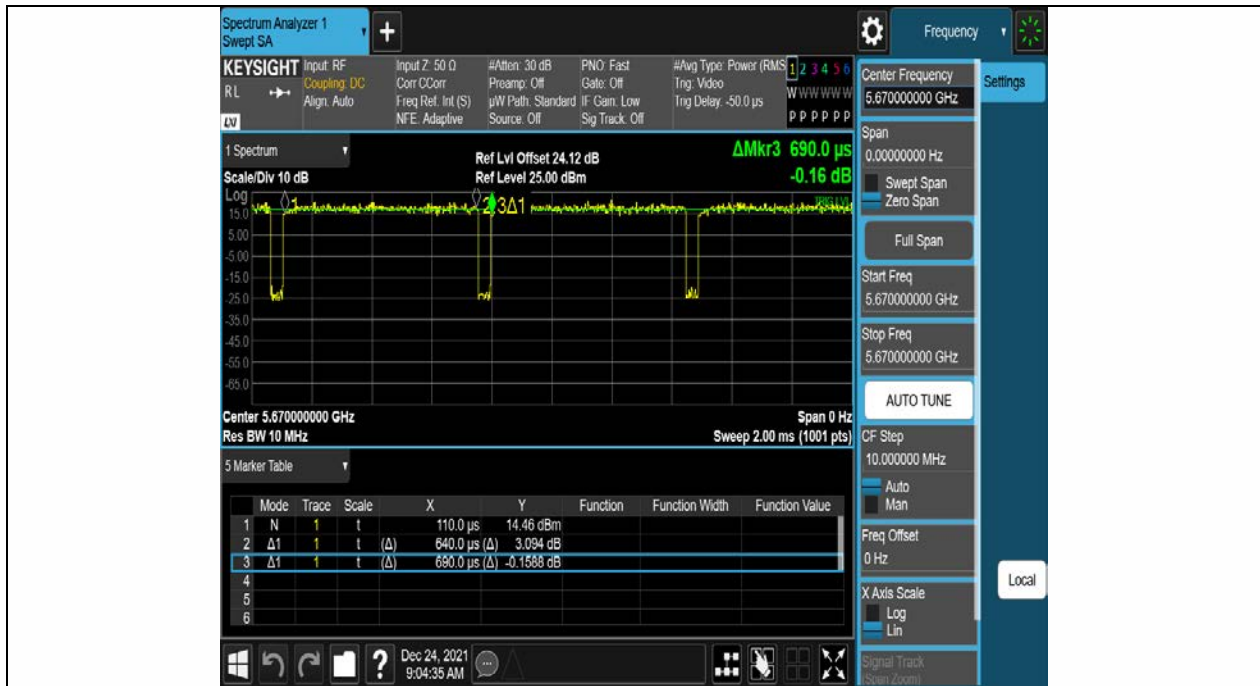 Spectrum Analyzer 1
Swept SA
+
Frequency
KEYSIGHT
RL
LXI
Input: RF
Coupling: DC
Align: Auto
Input Z: 50 Ω
Corr CCorr
Freq Ref: Int (S)
NFE: Adaptive
#Atten: 30 dB
Preamp: Off
µW Path: Standard
Source: Off
PNO: Fast
Gate: Off
IF Gain: Low
Sig Track: Off
#Avg Type: Power (RMS
Trig: Video
Trig Delay: -50.0 µs
1 2 3 4 5 6
W W W W W W
P P P P P P
1 Spectrum
Scale/Div 10 dB
Ref Lvl Offset 24.12 dB
Ref Level 25.00 dBm
ΔMkr3 690.0 µs
-0.16 dB
Log
15.0
5.00
-5.00
-15.0
-25.0
-35.0
-45.0
-55.0
-65.0
1
2
3Δ1
TRIG LVL
Center 5.670000000 GHz
Res BW 10 MHz
Span 0 Hz
Sweep 2.00 ms (1001 pts)
5 Marker Table
Mode Trace Scale X Y Function Function Width Function Value
1 N 1 t 110.0 µs 14.46 dBm
2 Δ1 1 t (Δ) 640.0 µs (Δ) 3.094 dB
3 Δ1 1 t (Δ) 690.0 µs (Δ) -0.1588 dB
4
5
6
?
Dec 24, 2021
9:04:35 AM
Center Frequency
5.670000000 GHz
Span
0.00000000 Hz
Swept Span
Zero Span
Full Span
Start Freq
5.670000000 GHz
Stop Freq
5.670000000 GHz
AUTO TUNE
CF Step
10.000000 MHz
Auto
Man
Freq Offset
0 Hz
X Axis Scale
Log
Lin
Signal Track
(Span Zoom)
Settings
Local